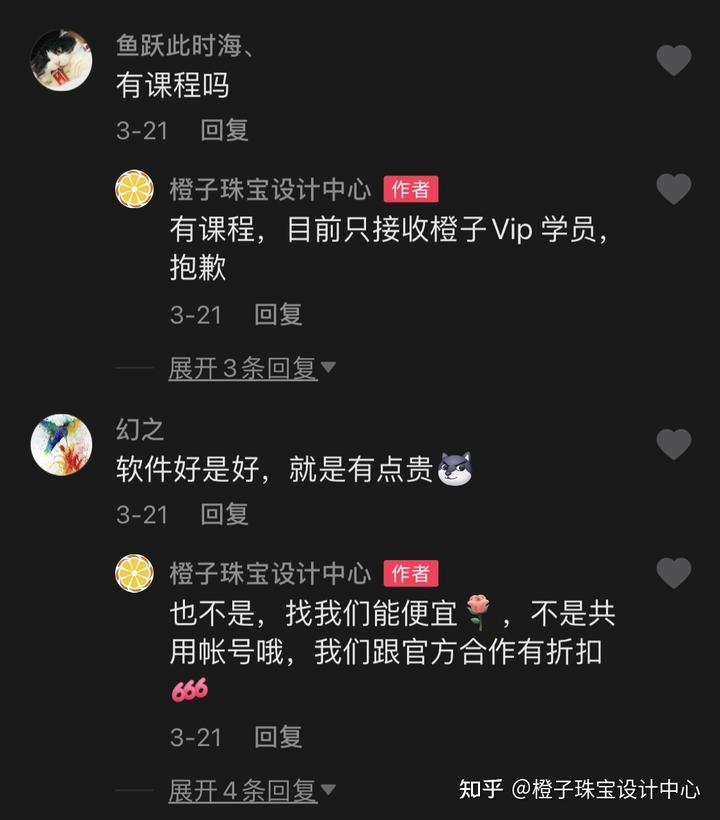 鱼跃此时海、
有课程吗
3-21 回复
橙子珠宝设计中心 作者
有课程，目前只接收橙子Vip 学员，
抱歉
3-21 回复
展开3条回复
幻之
软件好是好，就是有点贵
3-21 回复
橙子珠宝设计中心 作者
也不是，找我们能便宜🌹，不是共
用帐号哦，我们跟官方合作有折扣
666
3-21 回复
展开4条回复
知乎 @橙子珠宝设计中心